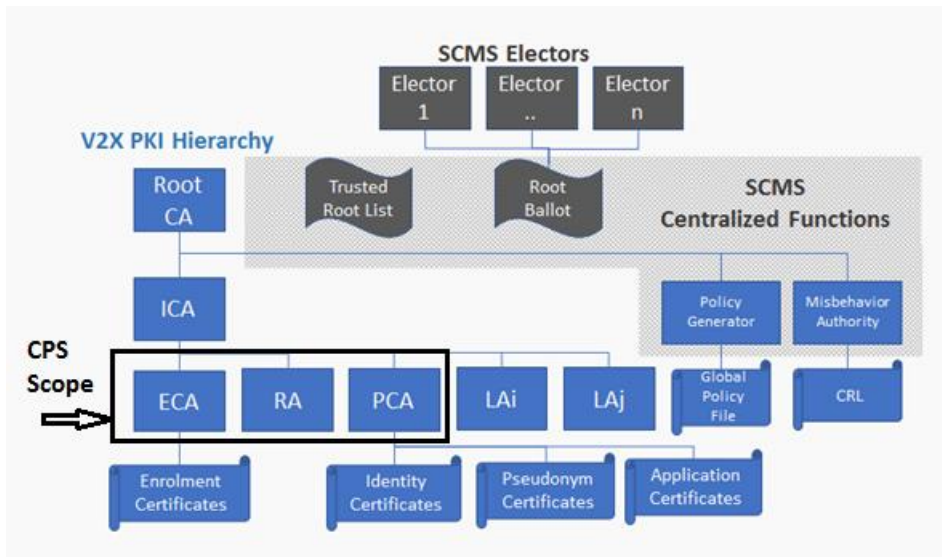 SCMS Electors
Elector
1
Elector
..
Elector
n
V2X PKI Hierarchy
Root
CA
Trusted
Root List
Root
Ballot
SCMS
Centralized Functions
ICA
Policy
Generator
Misbehavior
Authority
CPS
Scope
ECA
RA
PCA
LAi
LAj
Global
Policy
File
CRL
Enrolment
Certificates
Identity
Certificates
Pseudonym
Certificates
Application
Certificates